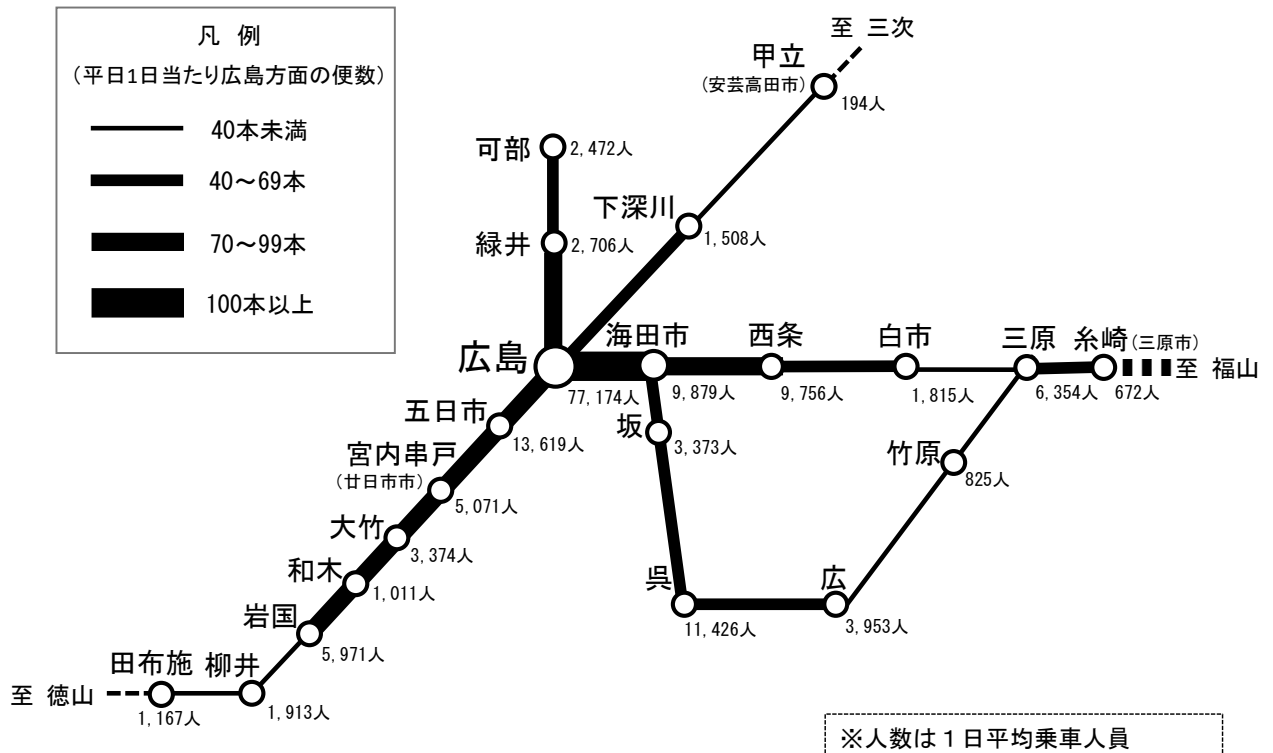 凡 例
(平日1日当たり広島方面の便数)
40本未満
40～69本
70～99本
100本以上
至 三次
甲立
(安芸高田市)
194人
可部
2,472人
下深川
1,508人
緑井
2,706人
広島
77,174人
海田市
9,879人
西条
9,756人
白市
1,815人
三原
6,354人
糸崎(三原市)
672人
至 福山
五日市
13,619人
坂
3,373人
宮内串戸
(廿日市市)
5,071人
竹原
825人
大竹
3,374人
和木
1,011人
呉
11,426人
広
3,953人
岩国
5,971人
田布施
1,167人
柳井
1,913人
至 徳山
※人数は１日平均乗車人員